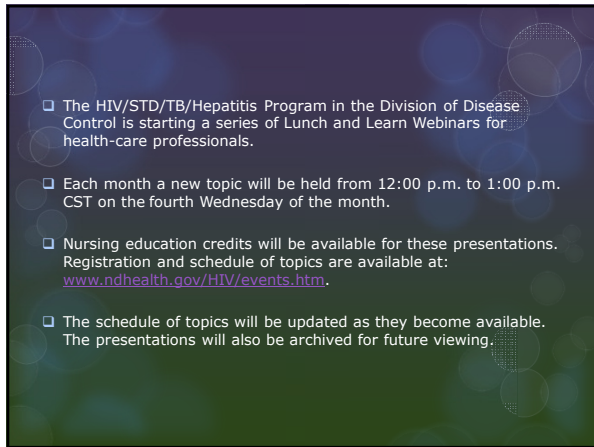 The HIV/STD/TB/Hepatitis Program in the Division of Disease
Control is starting a series of Lunch and Learn Webinars for
health-care professionals.
Each month a new topic will be held from 12:00 p.m. to 1:00 p.m.
CST on the fourth Wednesday of the month.
Nursing education credits will be available for these presentations.
Registration and schedule of topics are available at:
www.ndhealth.gov/HIV/events.htm.
The schedule of topics will be updated as they become available.
The presentations will also be archived for future viewing.